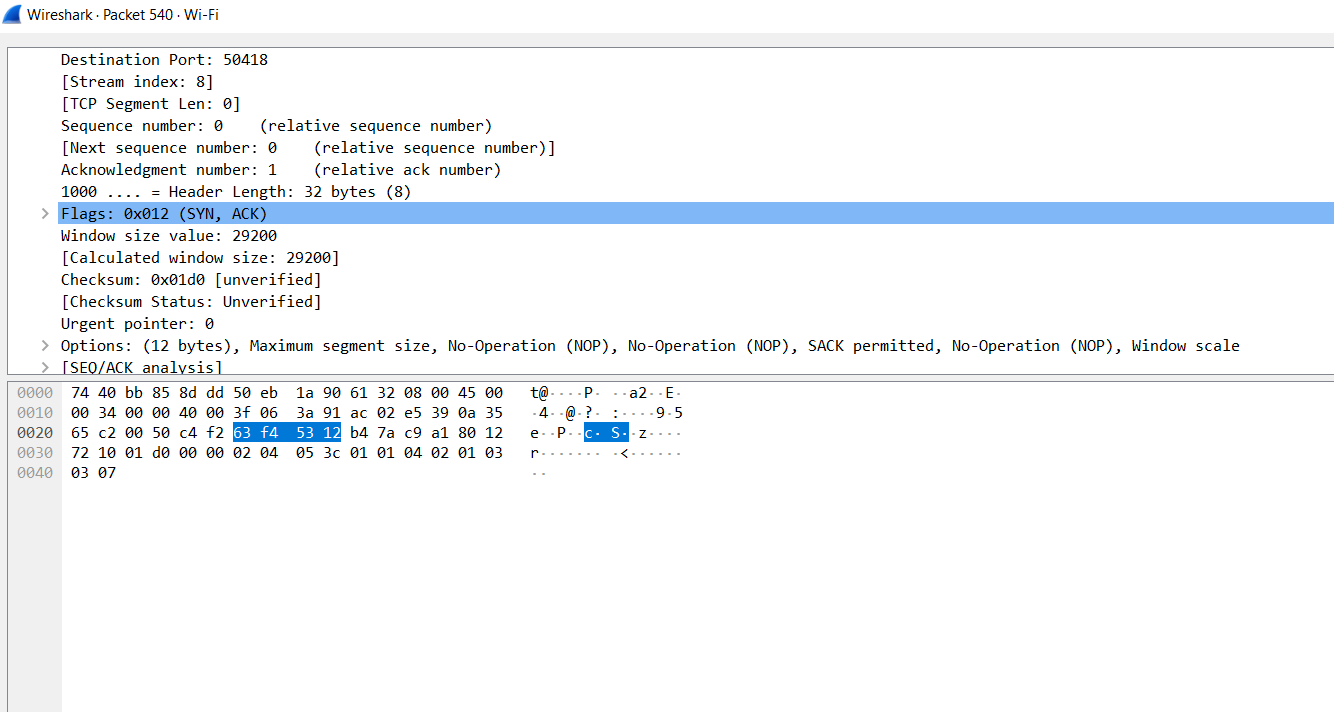 Wireshark · Packet 540 · Wi-Fi
Destination Port: 50418
[Stream index: 8]
[TCP Segment Len: 0]
Sequence number: 0    (relative sequence number)
[Next sequence number: 0    (relative sequence number)]
Acknowledgment number: 1    (relative ack number)
1000 .... = Header Length: 32 bytes (8)
Flags: 0x012 (SYN, ACK)
Window size value: 29200
[Calculated window size: 29200]
Checksum: 0x01d0 [unverified]
[Checksum Status: Unverified]
Urgent pointer: 0
Options: (12 bytes), Maximum segment size, No-Operation (NOP), No-Operation (NOP), SACK permitted, No-Operation (NOP), Window scale
[SEQ/ACK analysis]
0000  74 40 bb 85 8d dd 50 eb  1a 90 61 32 08 00 45 00   t@····P· ··a2··E·
0010  00 34 00 00 40 00 3f 06  3a 91 ac 02 e5 39 0a 35   ·4··@·?· :····9·5
0020  65 c2 00 50 c4 f2 63 f4  53 12 b4 7a c9 a1 80 12   e··P··c· S··z····
0030  72 10 01 d0 00 00 02 04  05 3c 01 01 04 02 01 03   r······· ·<······
0040  03 07   ··